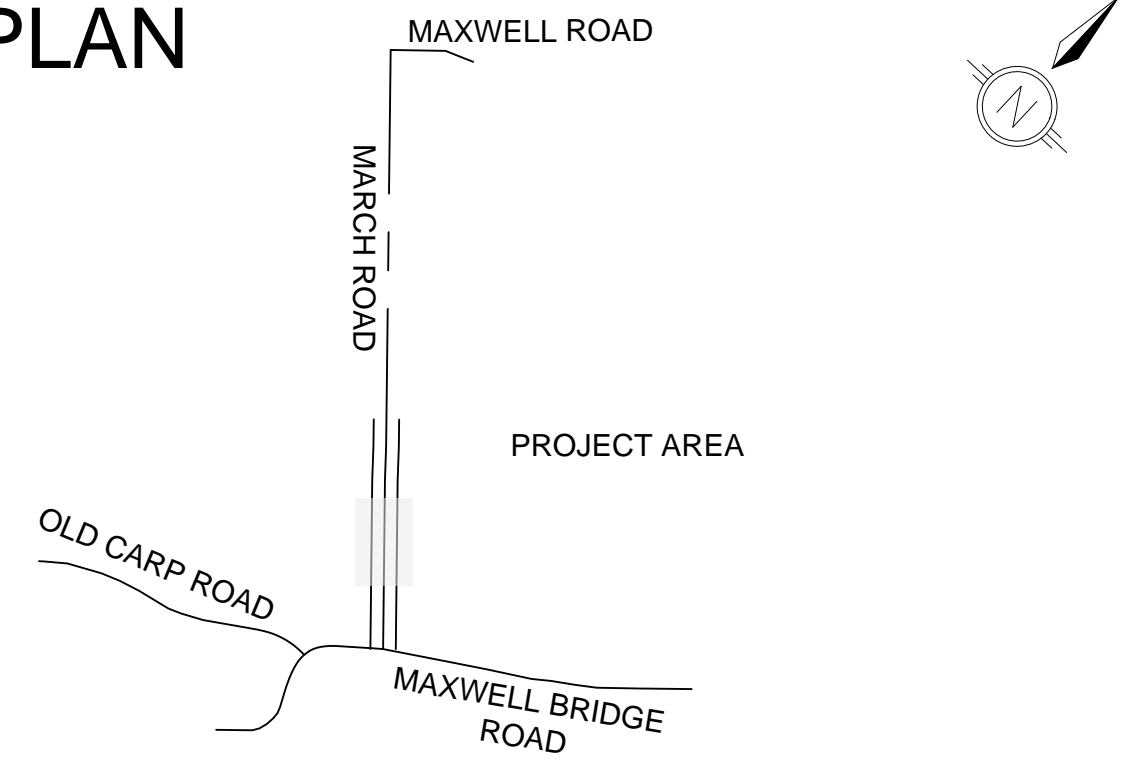 PLAN
MAXWELL ROAD
N
MARCH ROAD
PROJECT AREA
OLD CARP ROAD
MAXWELL BRIDGE
ROAD